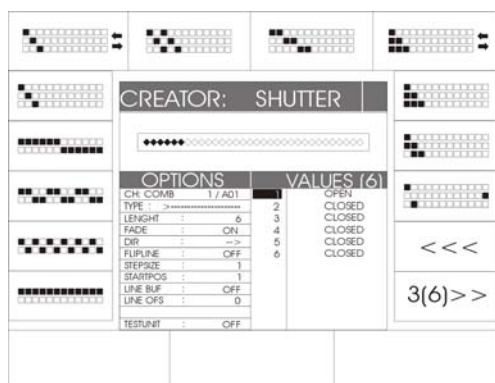 CREATOR: SHUTTER
OPTIONS
CH: COMB 1 / A01
TYPE : >----------------------
LENGHT : 6
FADE : ON
DIR : -->
FLIPLINE : OFF
STEPSIZE : 1
STARTPOS : 1
LINE BUF : OFF
LINE OFS : 0
TESTUNIT : OFF
VALUES (6)
1 OPEN
2 CLOSED
3 CLOSED
4 CLOSED
5 CLOSED
6 CLOSED
< < <
3(6) > >